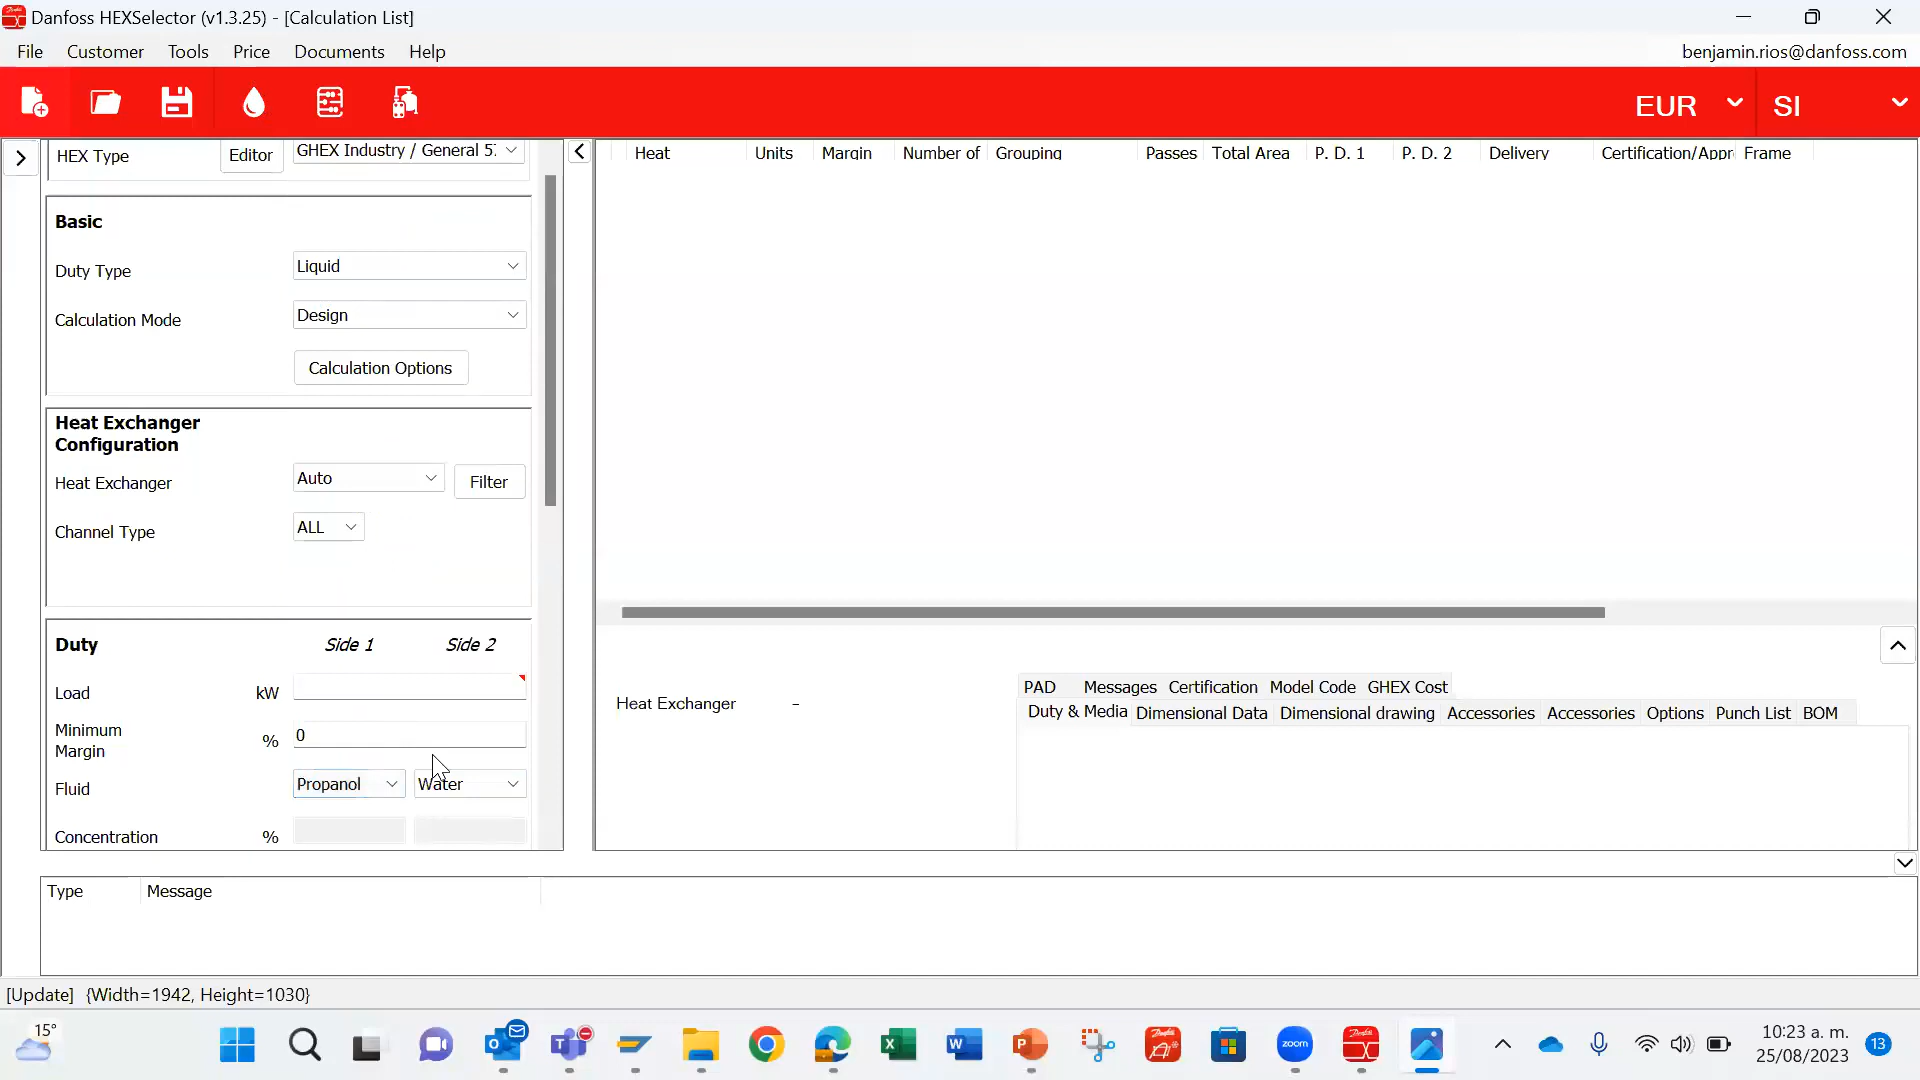 Danfoss HEXSelector (v1.3.25) - [Calculation List]
File Customer Tools Price Documents Help benjamin.rios@danfoss.com
EUR SI
HEX Type Editor GHEX Industry / General 5:
Heat Units Margin Number of Grouping Passes Total Area P. D. 1 P. D. 2 Delivery Certification/Appr Frame
Basic
Duty Type Liquid
Calculation Mode Design
Calculation Options
Heat Exchanger
Configuration
Heat Exchanger Auto Filter
Channel Type ALL
Duty Side 1 Side 2
Load kW
Minimum
Margin % 0
Fluid Propanol Water
Concentration %
Heat Exchanger -
PAD Messages Certification Model Code GHEX Cost
Duty & Media Dimensional Data Dimensional drawing Accessories Accessories Options Punch List BOM
Type Message
[Update] {Width=1942, Height=1030}
15°
zoom
10:23 a. m.
25/08/2023
13